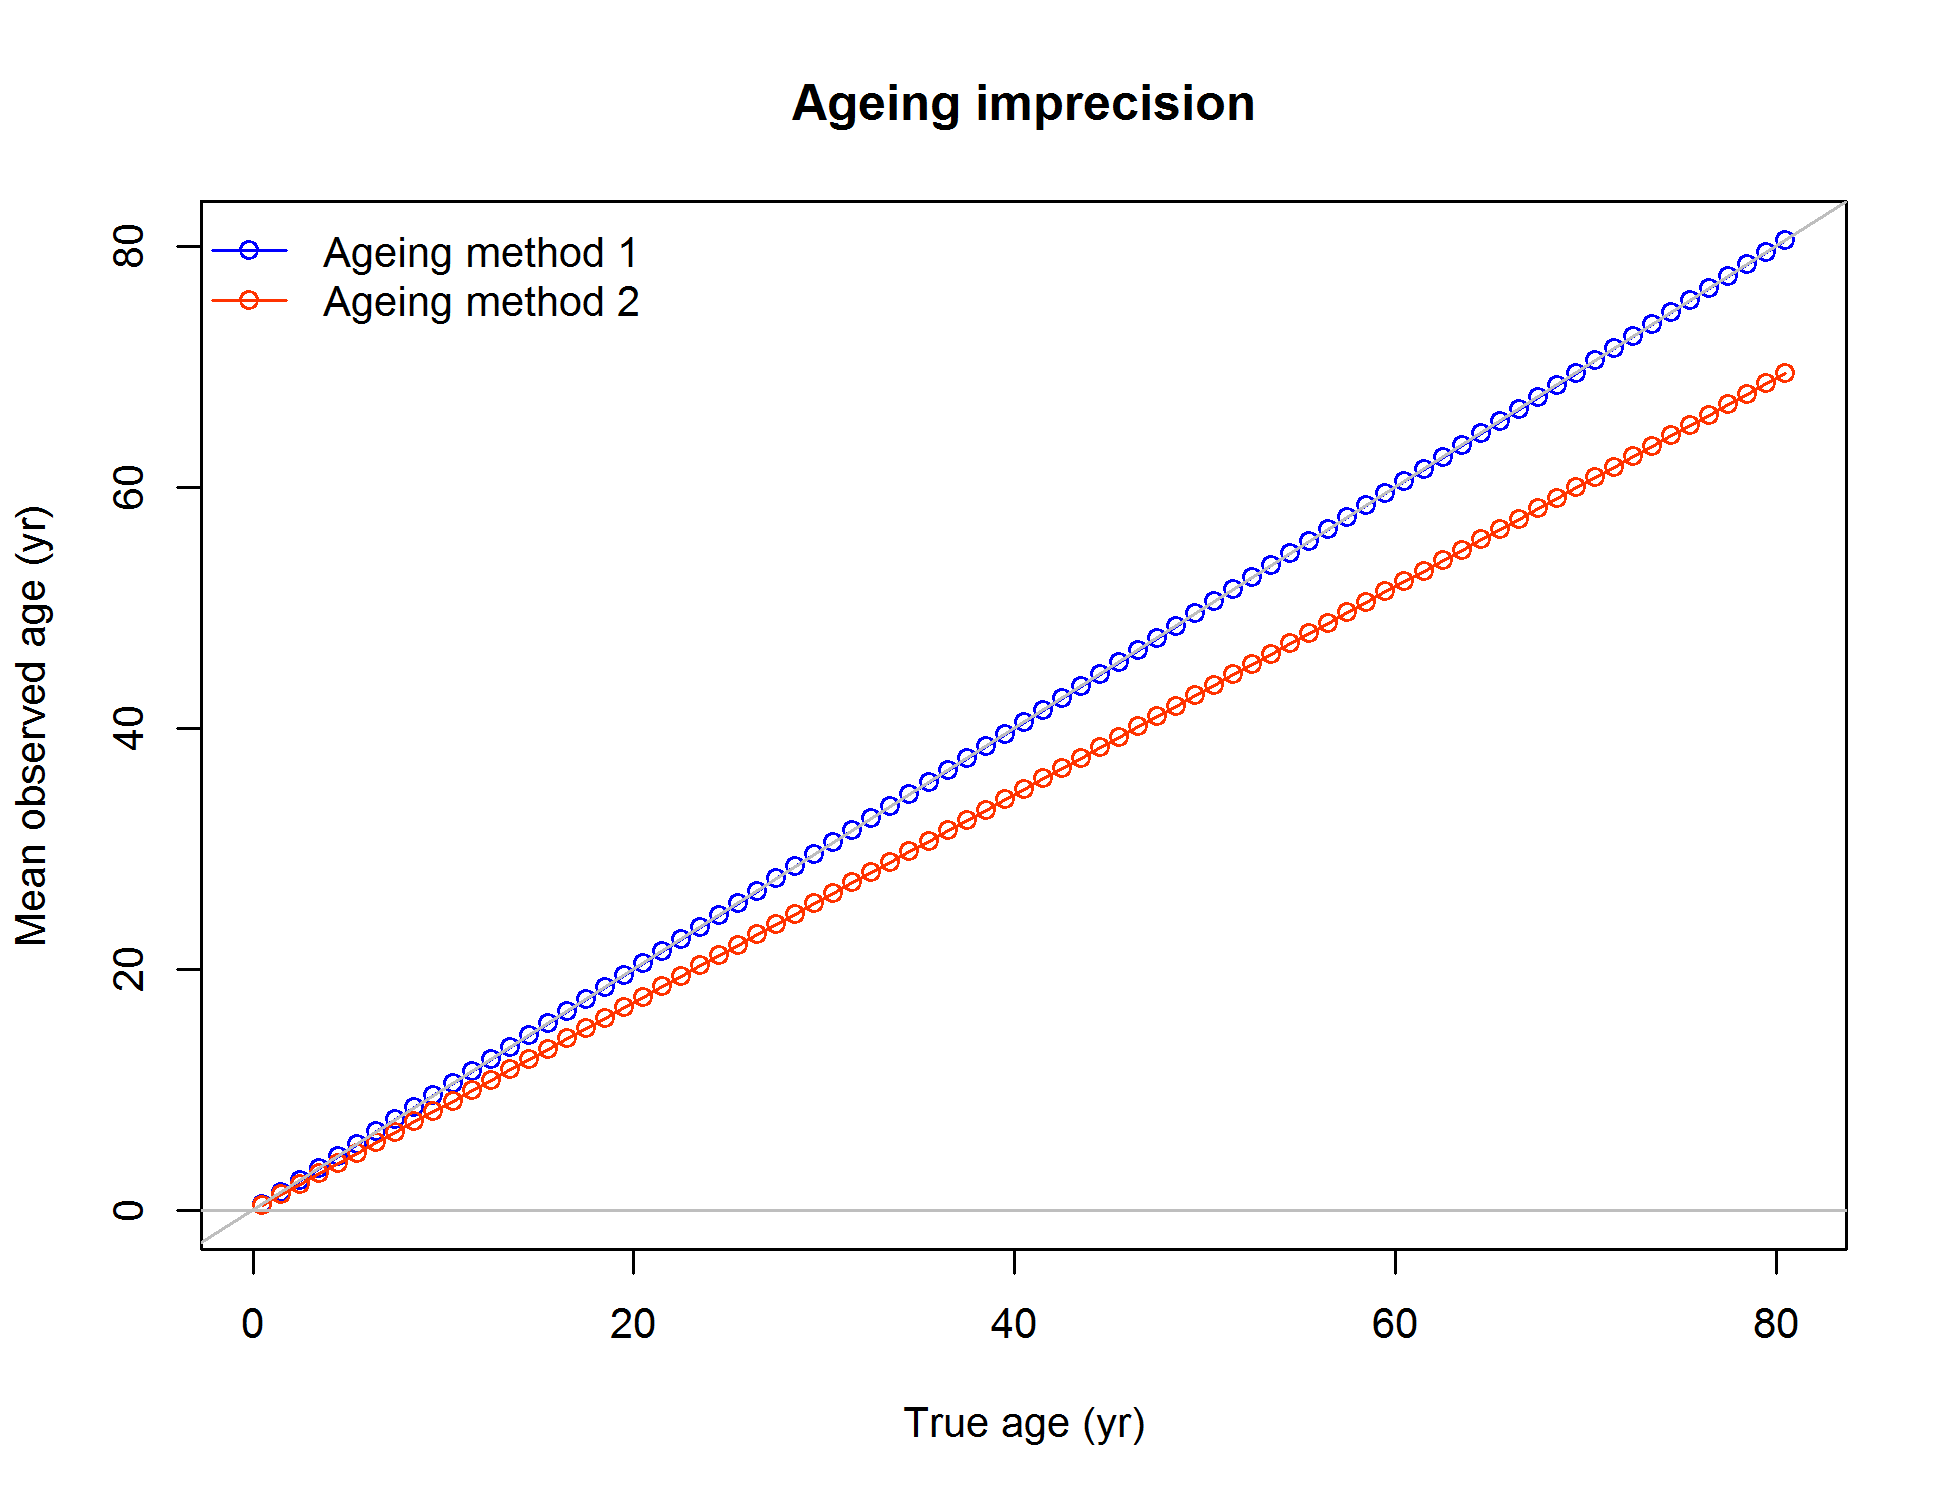 Ageing imprecision
Ageing method 1
Ageing method 2
80
60
40
20
0
Mean observed age (yr)
0 20 40 60 80
True age (yr)